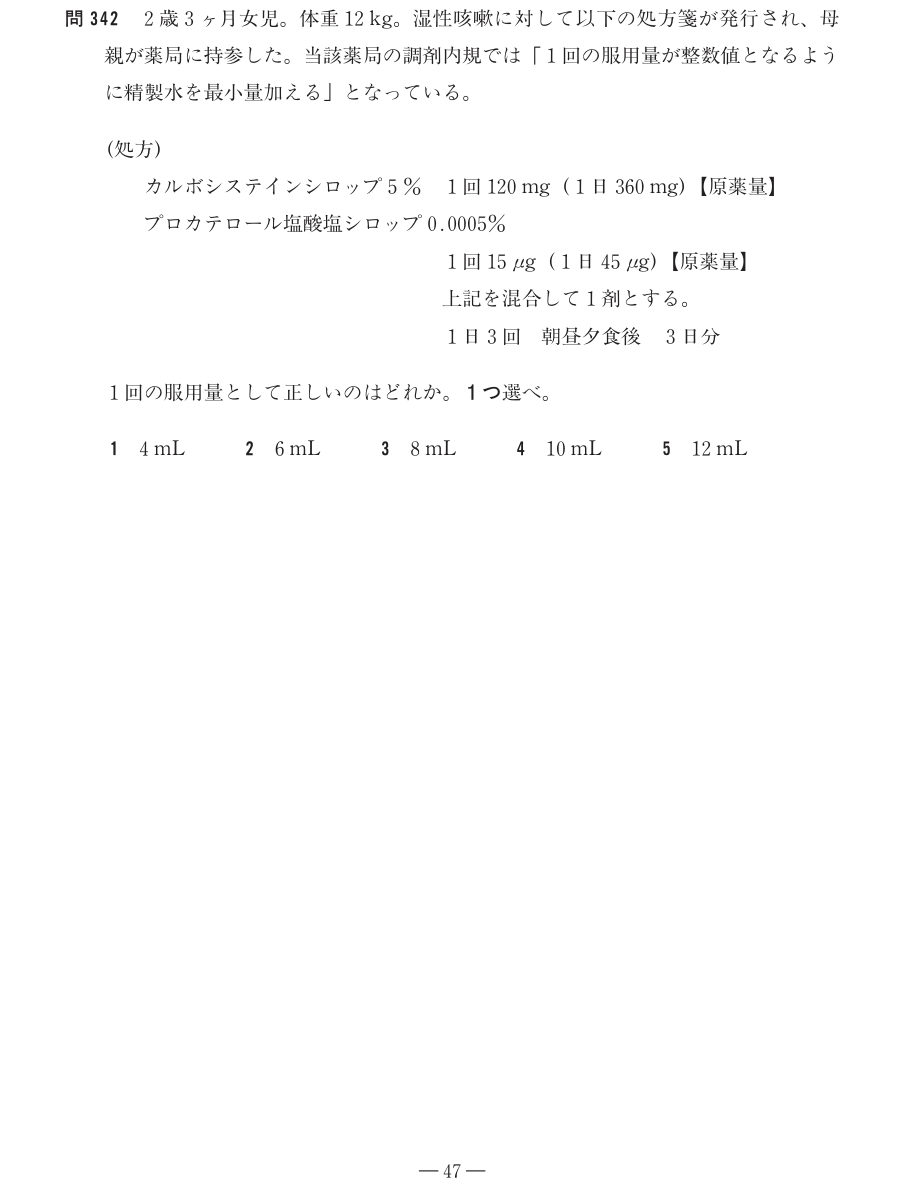 問 342　2 歳 3 ヶ月女児。体重 12 kg。湿性咳嗽に対して以下の処方箋が発行され、母
親が薬局に持参した。当該薬局の調剤内規では「1 回の服用量が整数値となるよう
に精製水を最小量加える」となっている。
(処方)
カルボシステインシロップ 5 %　1 回 120 mg（1 日 360 mg)【原薬量】
プロカテロール塩酸塩シロップ 0.0005%
1 回 15 μg（1 日 45 μg)【原薬量】
上記を混合して 1 剤とする。
1 日 3 回　朝昼夕食後　3 日分
1 回の服用量として正しいのはどれか。1つ選べ。
1　4 mL　2　6 mL　3　8 mL　4　10 mL　5　12 mL
— 47 —